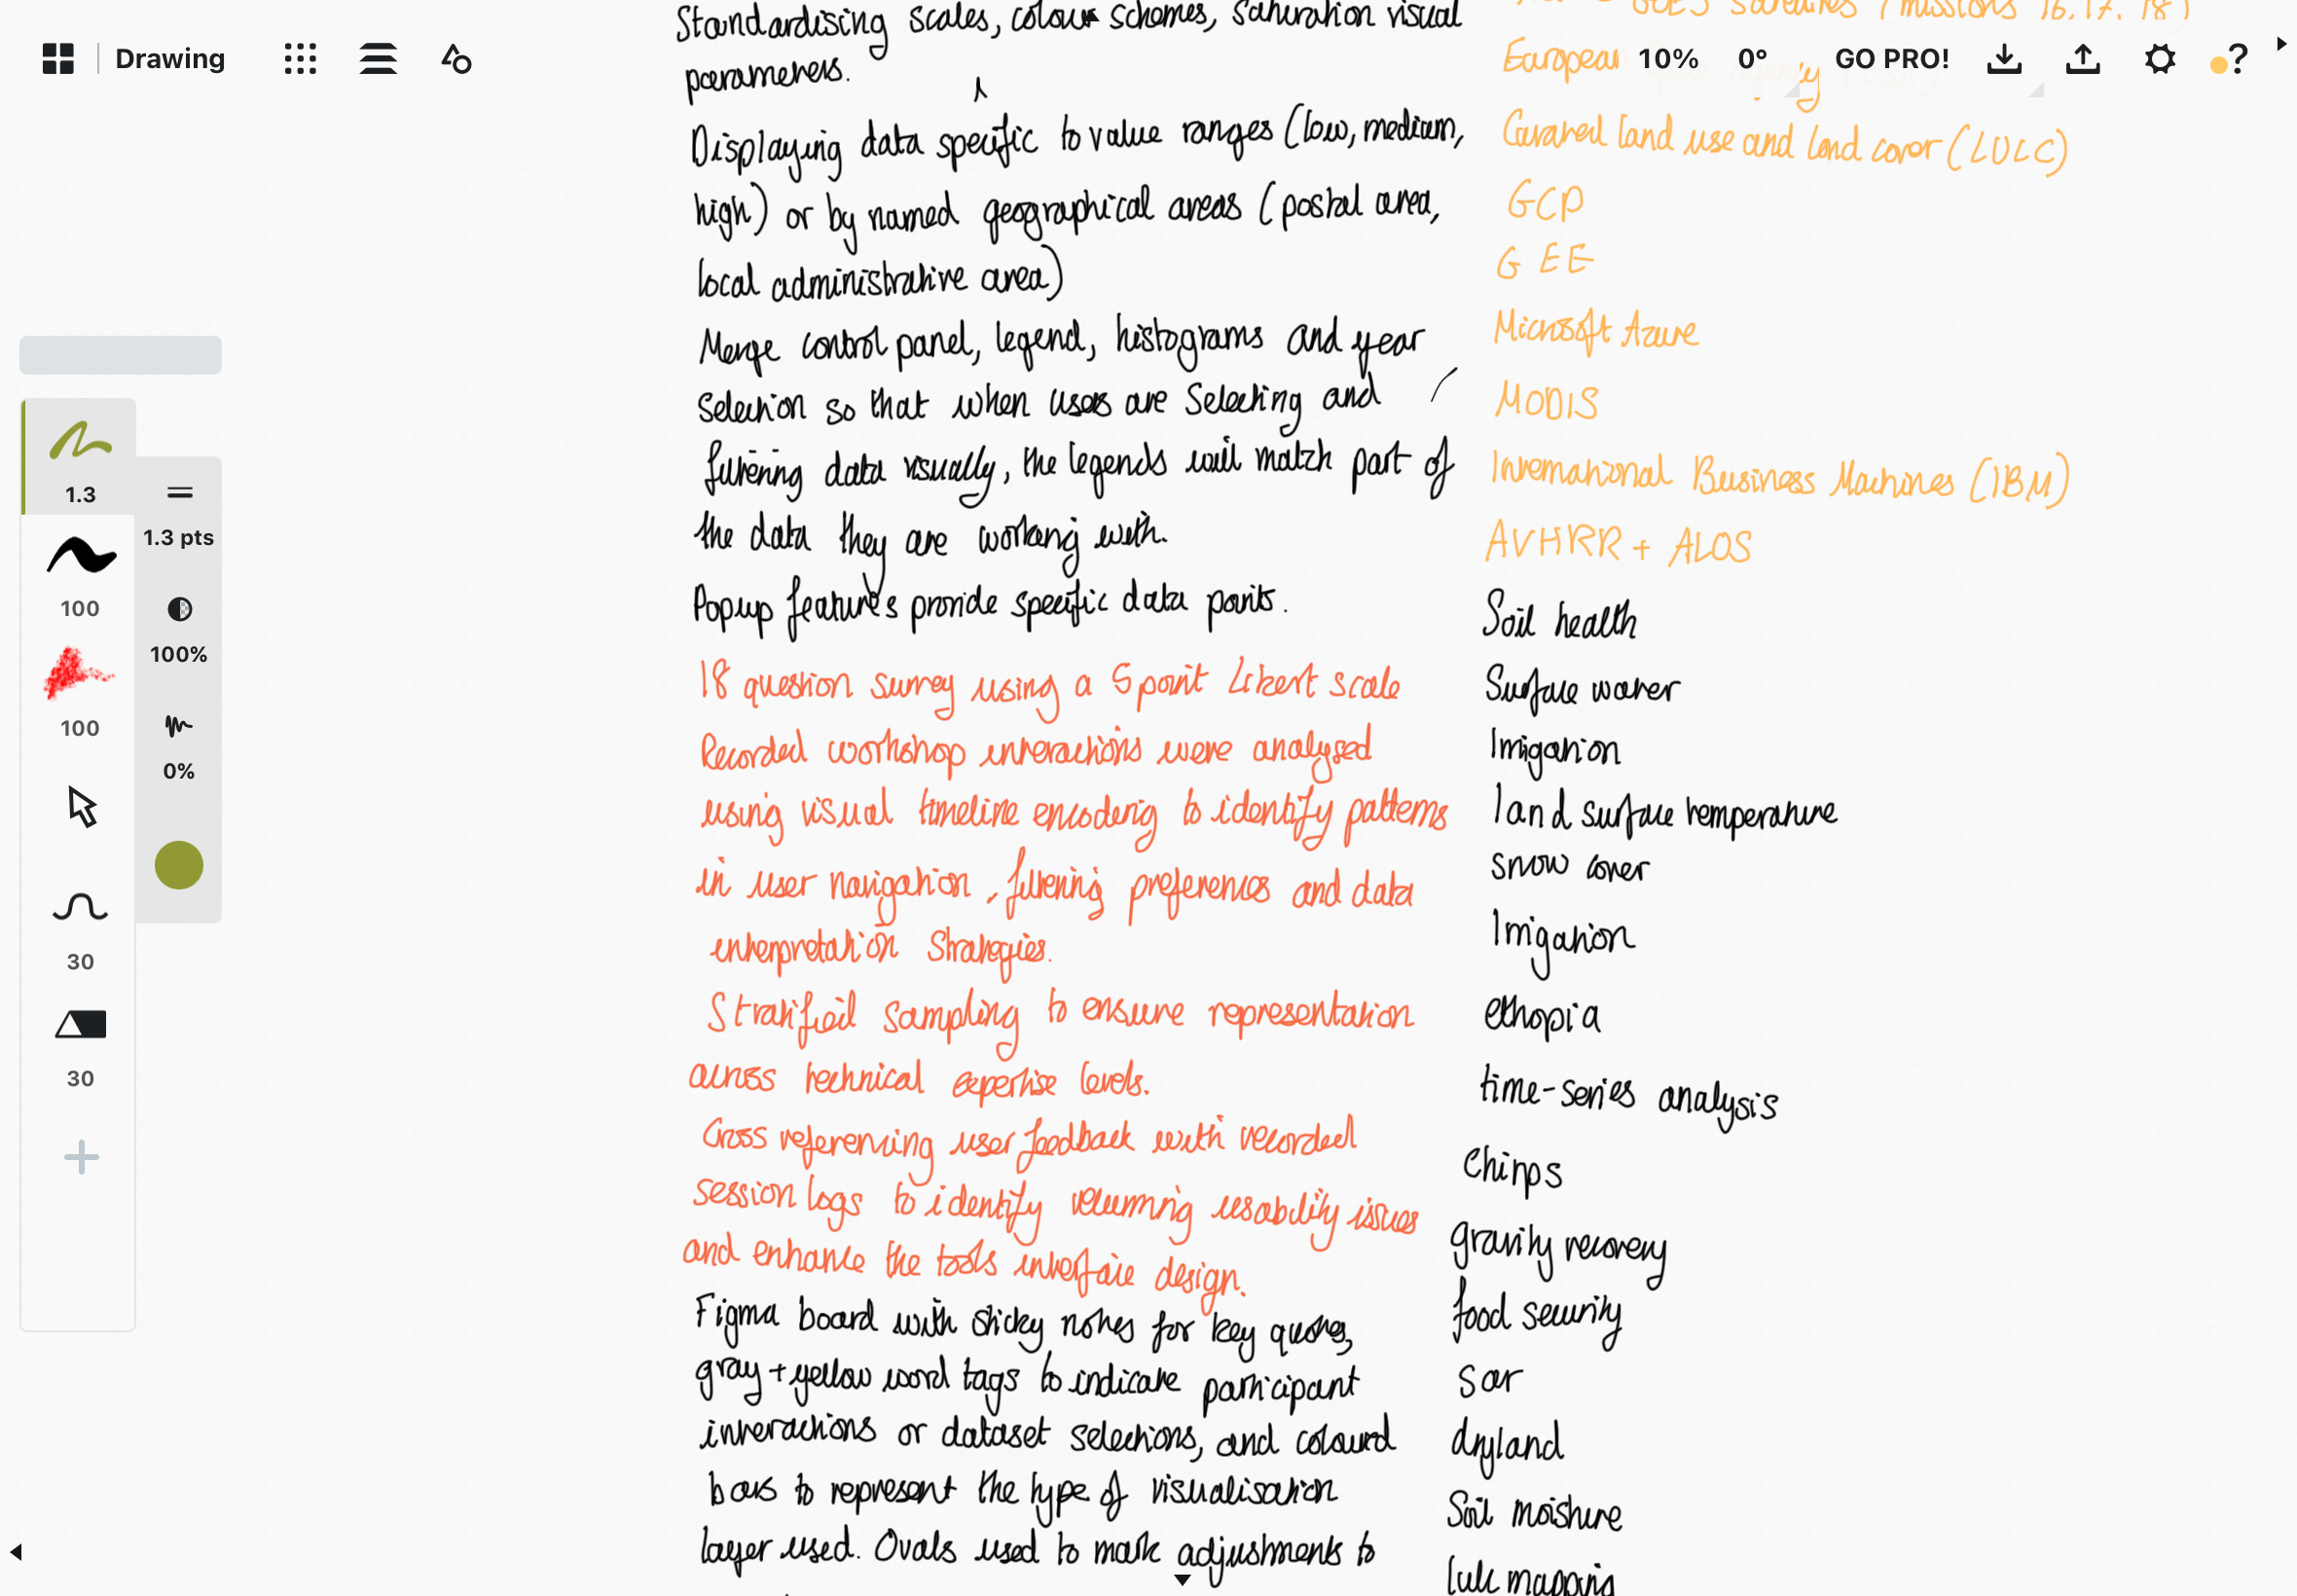 Drawing
10%
0°
GO PRO!
?
1.3
100
100
30
30
1.3 pts
100%
0%
Standardising scales, colour schemes, saturation visual
parameters.
Displaying data specific to value ranges (low, medium,
high) or by named geographical areas (postal area,
local administrative area)
Merge control panel, legend, histograms and year
selection so that when users are selecting and
filtering data visually, the legends will match part of
the data they are working with.
Popup features provide specific data points.
18 question survey using a 5 point Likert scale
Recorded workshop interactions were analysed
using visual timeline encoding to identify patterns
in user navigation, filtering preferences and data
interpretation strategies.
Stratified sampling to ensure representation
across technical expertise levels.
Cross referencing user feedback with recorded
session logs to identify recurring usability issues
and enhance the tools interface design.
Figma board with sticky notes for key quotes,
gray + yellow word tags to indicate participant
interactions or dataset selections, and coloured
bars to represent the type of visualisation
layer used. Ovals used to mark adjustments to
GOES satellites (missions 16, 17, 18)
European
land use and land cover (LULC)
GCP
GEE
Microsoft Azure
MODIS
International Business Machines (IBM)
AVHRR + ALOS
Soil health
Surface water
Irrigation
land surface temperature
snow cover
Irrigation
ethopia
time-series analysis
Chirps
gravity recovery
food security
sar
dryland
Soil moisture
lulc mapping